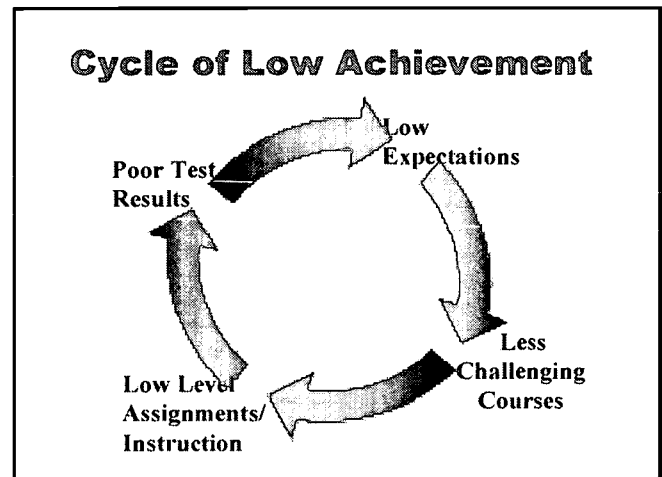 Cycle of Low Achievement
Low
Expectations
Poor Test
Results
Less
Challenging
Courses
Low Level
Assignments/
Instruction